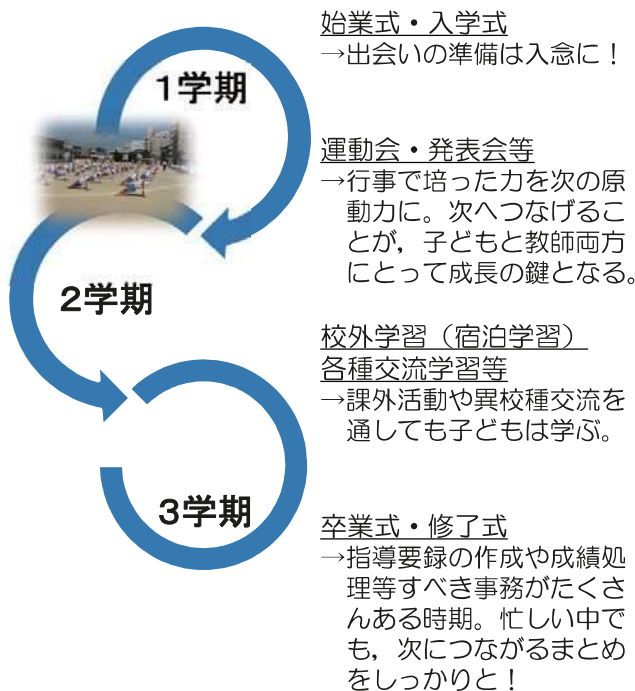 始業式・入学式
→出会いの準備は入念に！
1学期
運動会・発表会等
→行事で培った力を次の原
動力に。次へつなげるこ
とが，子どもと教師両方
にとって成長の鍵となる。
2学期
校外学習（宿泊学習）
各種交流学習等
→課外活動や異校種交流を
通しても子どもは学ぶ。
3学期
卒業式・修了式
→指導要録の作成や成績処
理等すべき事務がたくさ
んある時期。忙しい中で
も，次につながるまとめ
をしっかりと！